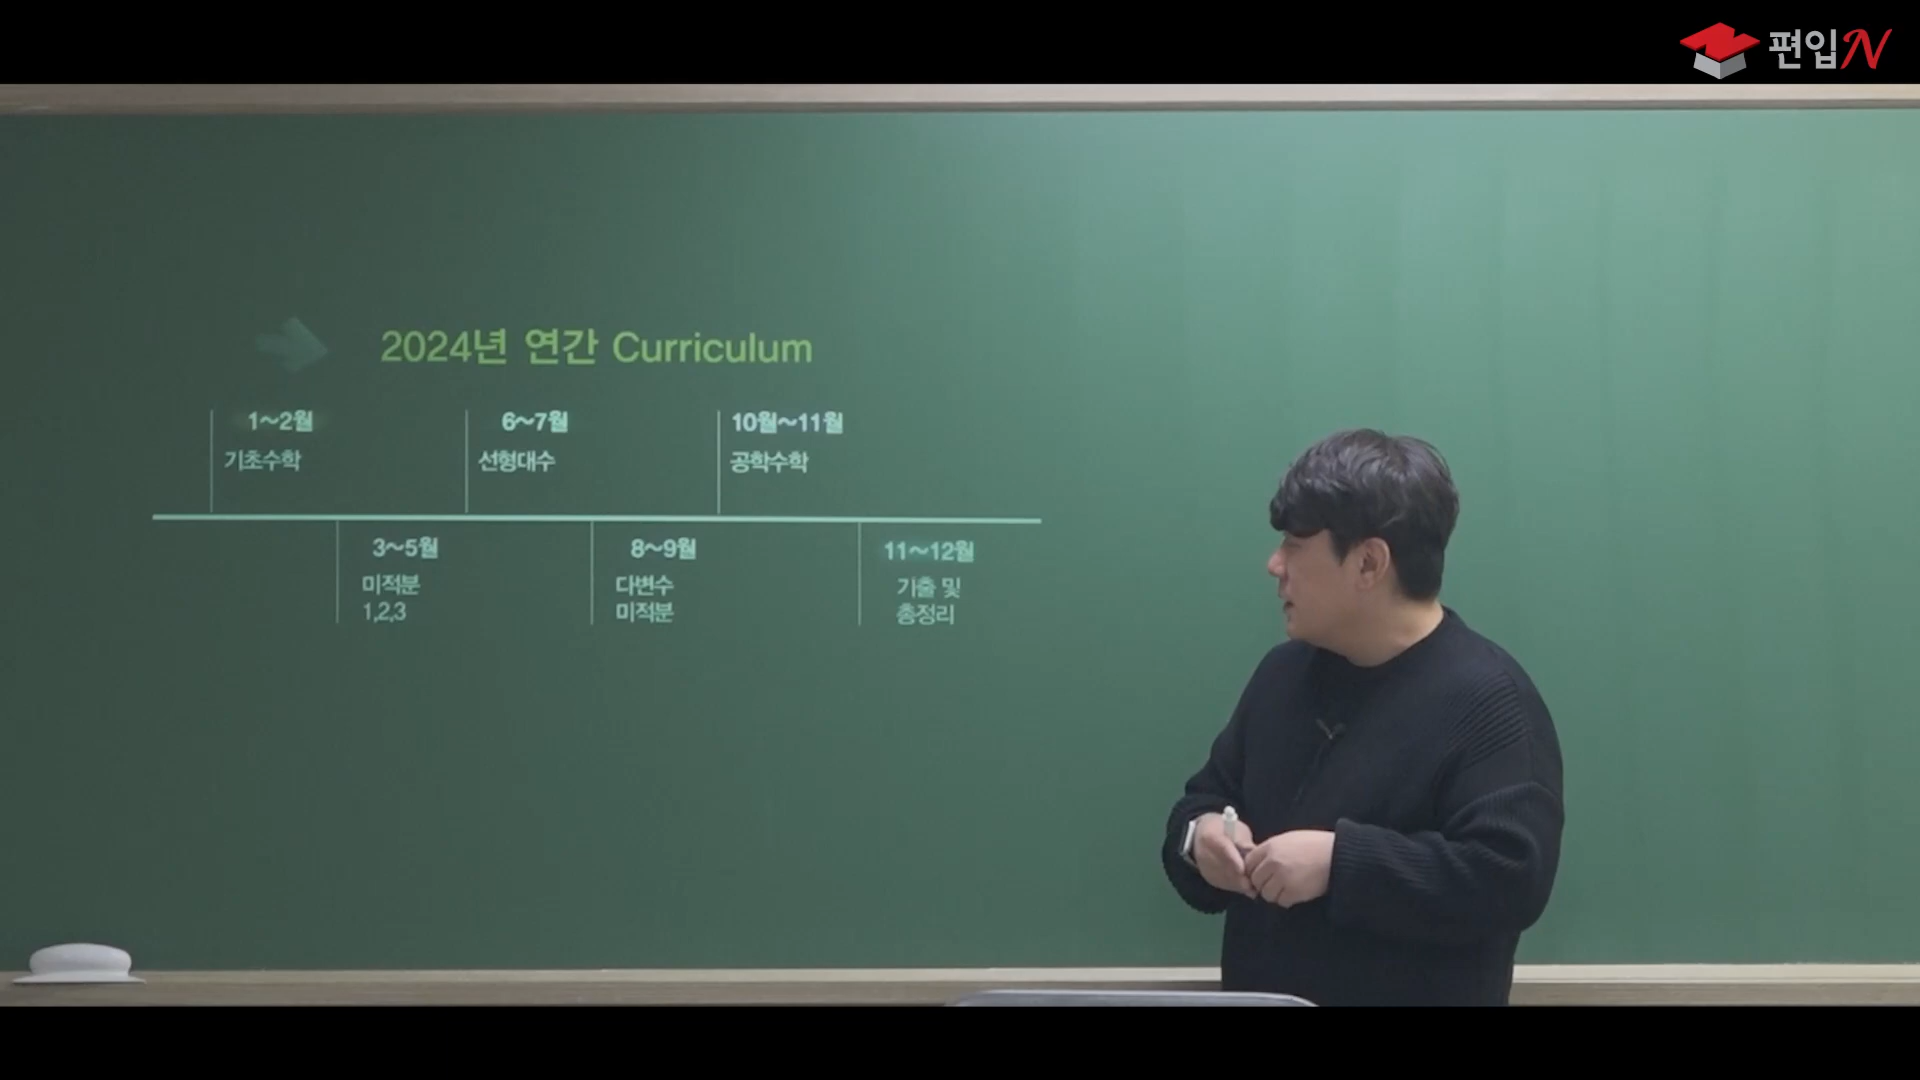 편입N
2024년 연간 Curriculum
1~2월
기초수학
6~7월
선형대수
10월~11월
공학수학
3~5월
미적분
1,2,3
8~9월
다변수
미적분
11~12월
기출 및
총정리